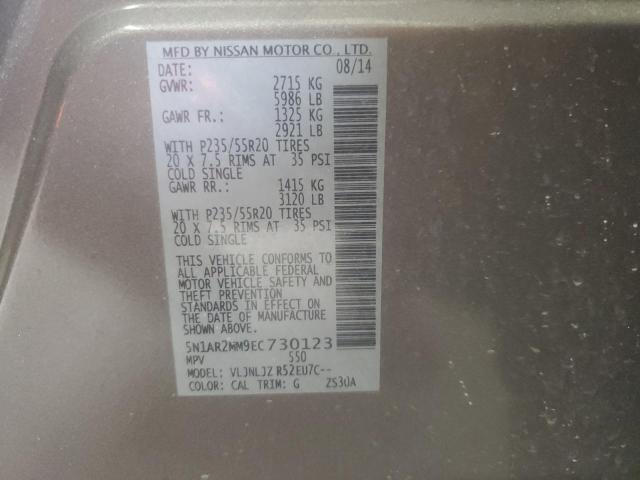 MFD BY NISSAN MOTOR CO., LTD.
DATE: 08/14
GVWR: 2715 KG
5986 LB
GAWR FR.: 1325 KG
2921 LB
WITH P235/55R20 TIRES
20 X 7.5 RIMS AT 35 PSI
COLD SINGLE
GAWR RR.: 1415 KG
3120 LB
WITH P235/55R20 TIRES
20 X 7.5 RIMS AT 35 PSI
COLD SINGLE
THIS VEHICLE CONFORMS TO
ALL APPLICABLE FEDERAL
MOTOR VEHICLE SAFETY AND
THEFT PREVENTION
STANDARDS IN EFFECT ON
THE DATE OF MANUFACTURE
SHOWN ABOVE.
5N1AR2MM9EC730123
MPV 550
MODEL: R52EU7C--
COLOR: CAL TRIM: G ZS30A